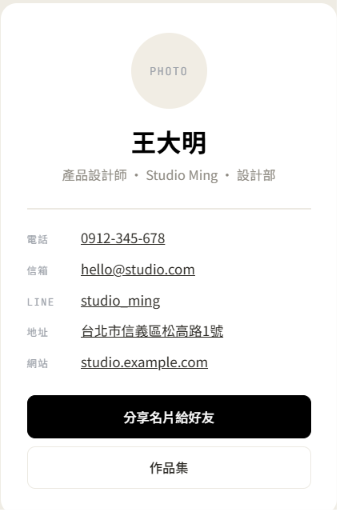 PHOTO
王大明
產品設計師 · Studio Ming · 設計部
電話 0912-345-678
信箱 hello@studio.com
LINE studio_ming
地址 台北市信義區松高路1號
網站 studio.example.com
分享名片給好友
作品集